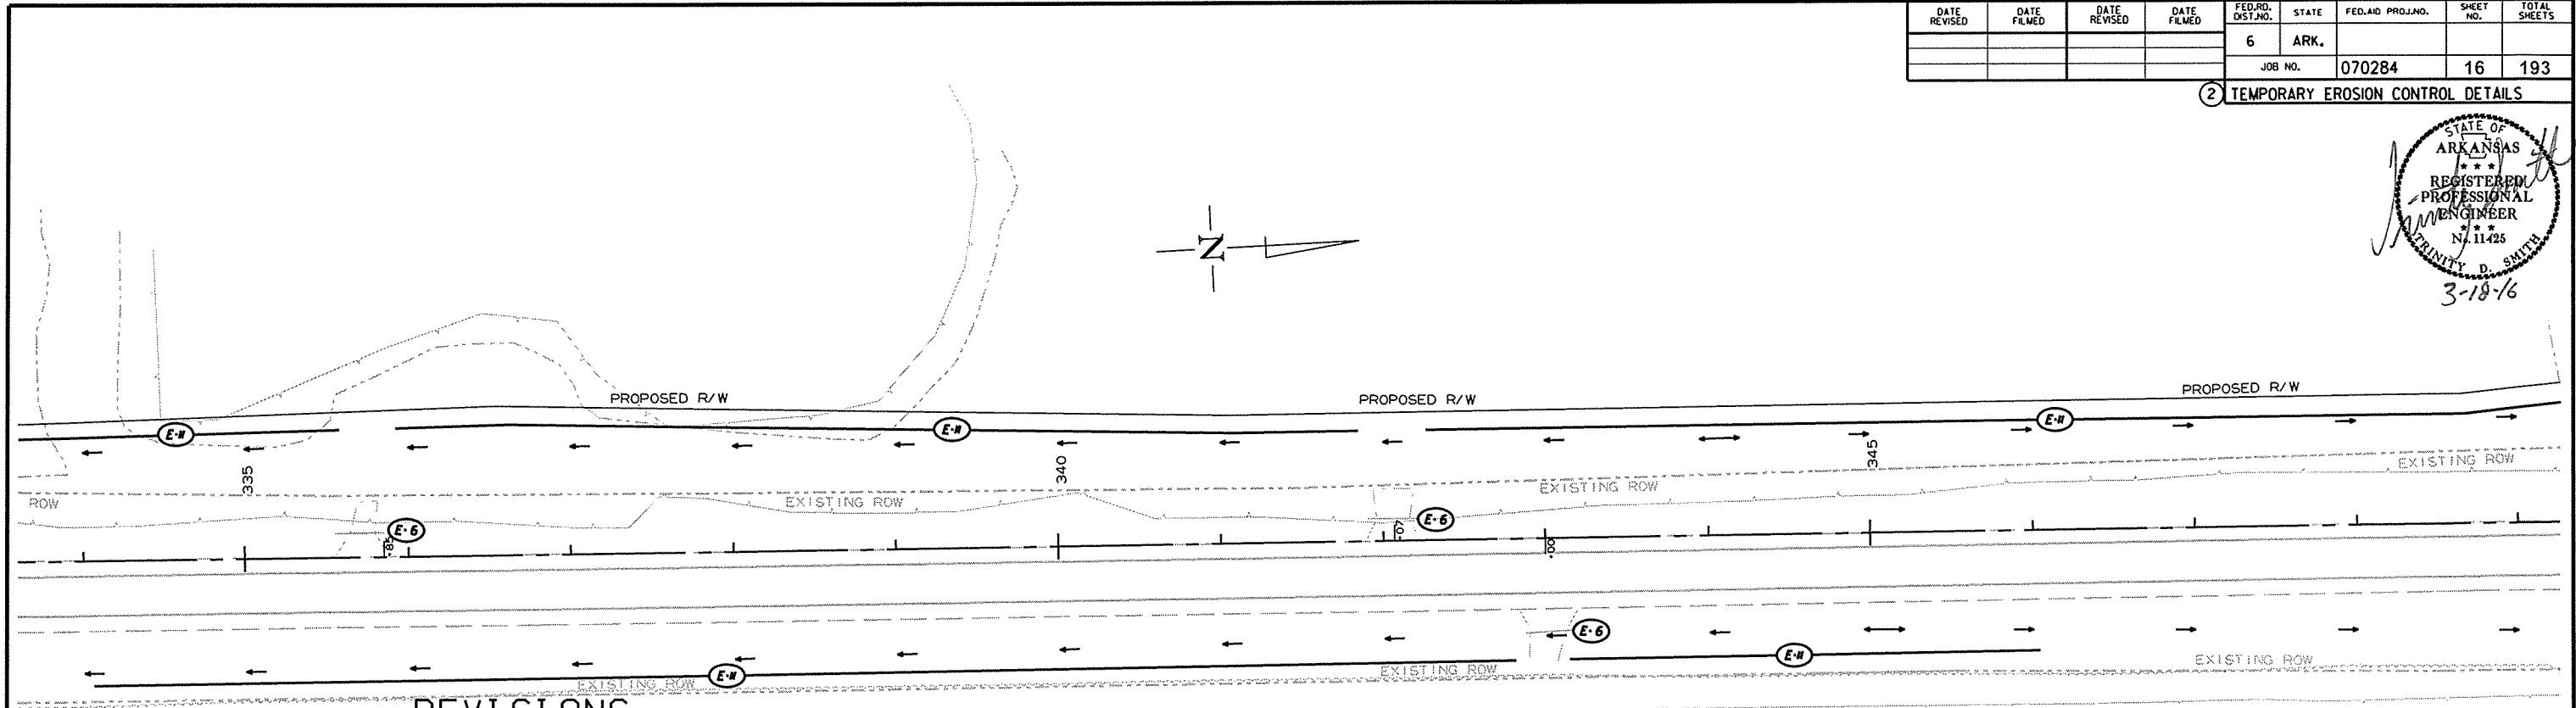 DATE REVISED DATE FILMED DATE REVISED DATE FILMED FED.RD. DIST.NO. STATE FED.AID PROJ.NO. SHEET NO. TOTAL SHEETS
6 ARK.
JOB NO. 070284 16 193
2 TEMPORARY EROSION CONTROL DETAILS
STATE OF
ARKANSAS
★ ★ ★
REGISTERED
PROFESSIONAL
ENGINEER
★ ★ ★
No. 11425
TRINITY D. SMITH
3-18-16
N
PROPOSED R/W PROPOSED R/W PROPOSED R/W
E-11 E-11 E-11
335 340 345
ROW EXISTING ROW EXISTING ROW EXISTING ROW
E-6 E-6
.85 .07 .00
E-6
E-11 E-11
EXISTING ROW EXISTING ROW EXISTING ROW
REVISIONS